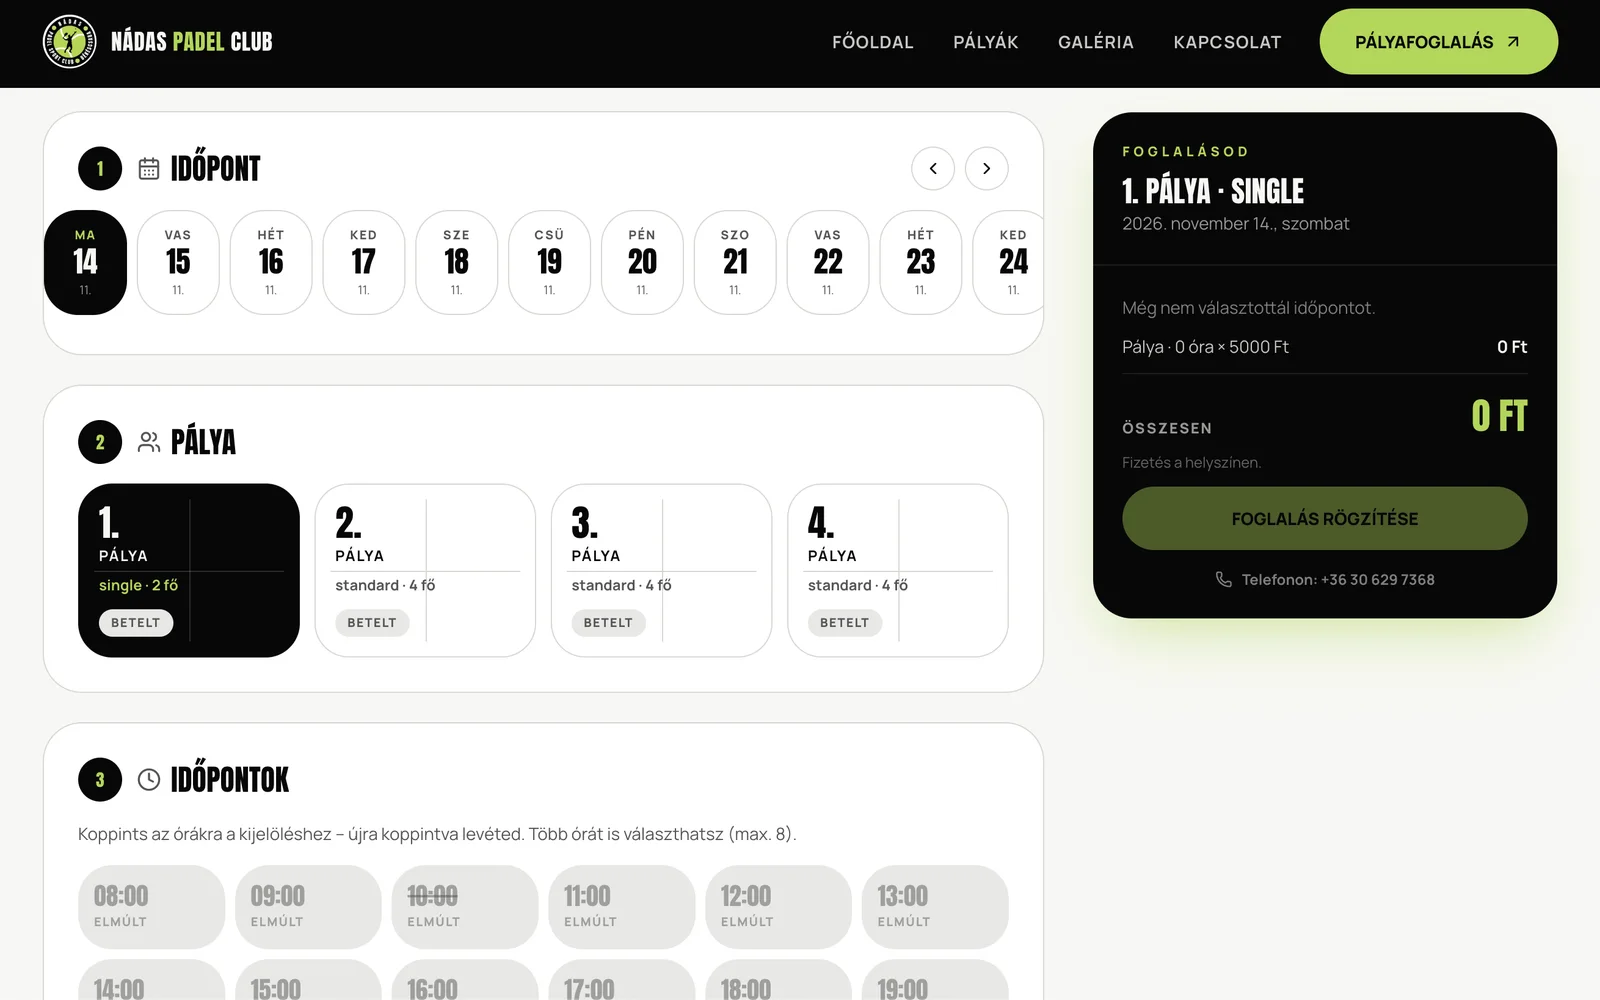 NÁDAS PADEL CLUB
FŐOLDAL
PÁLYÁK
GALÉRIA
KAPCSOLAT
PÁLYAFOGLALÁS
1
IDŐPONT
MA
14
11.
VAS
15
11.
HÉT
16
11.
KED
17
11.
SZE
18
11.
CSÜ
19
11.
PÉN
20
11.
SZO
21
11.
VAS
22
11.
HÉT
23
11.
KED
24
11.
2
PÁLYA
1.
PÁLYA
single · 2 fő
BETELT
2.
PÁLYA
standard · 4 fő
BETELT
3.
PÁLYA
standard · 4 fő
BETELT
4.
PÁLYA
standard · 4 fő
BETELT
3
IDŐPONTOK
Koppints az órákra a kijelöléshez – újra koppintva levéted. Több órát is választhatsz (max. 8).
08:00
ELMÚLT
09:00
ELMÚLT
10:00
ELMÚLT
11:00
ELMÚLT
12:00
ELMÚLT
13:00
ELMÚLT
14:00
15:00
16:00
17:00
18:00
19:00
FOGLALÁSOD
1. PÁLYA · SINGLE
2026. november 14., szombat
Még nem választottál időpontot.
Pálya · 0 óra × 5000 Ft
0 Ft
ÖSSZESEN
0 FT
Fizetés a helyszínen.
FOGLALÁS RÖGZÍTÉSE
Telefonon: +36 30 629 7368